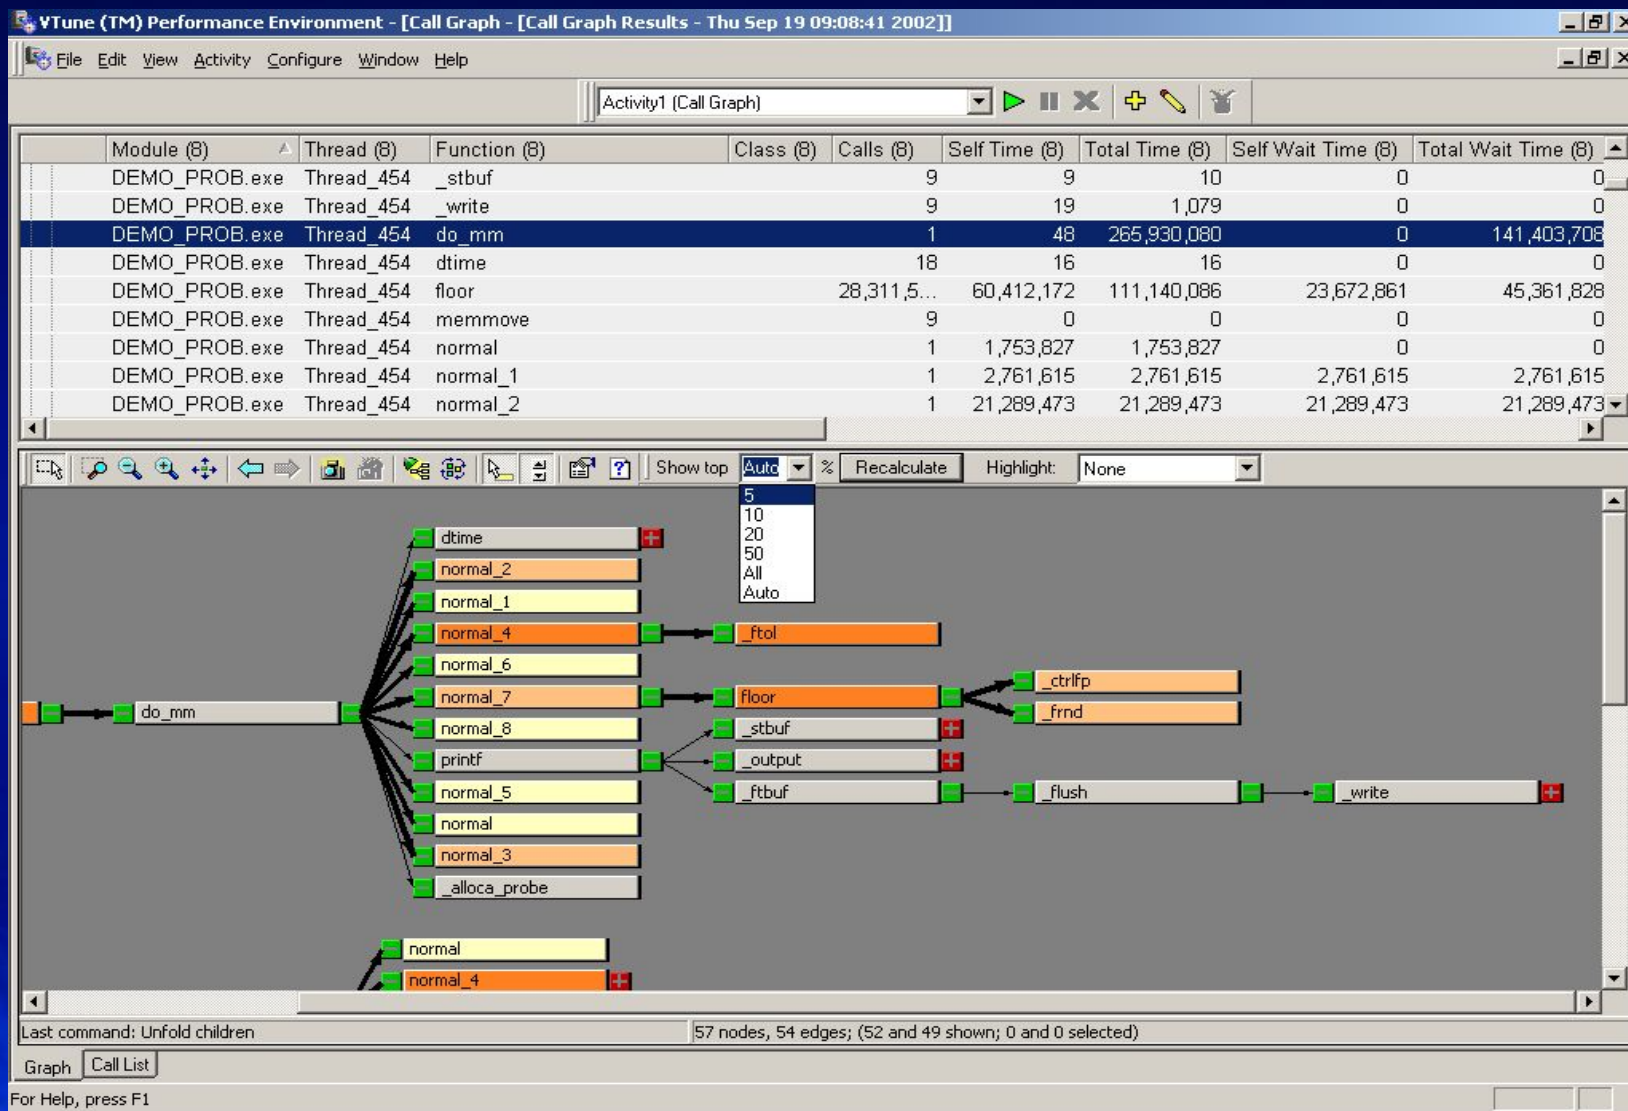 VTune (TM) Performance Environment - [Call Graph - [Call Graph Results - Thu Sep 19 09:08:41 2002]]
File Edit View Activity Configure Window Help
Activity1 (Call Graph)
Module (8) Thread (8) Function (8) Class (8) Calls (8) Self Time (8) Total Time (8) Self Wait Time (8) Total Wait Time (8)
DEMO_PROB.exe Thread_454 _stbuf 9 9 10 0 0
DEMO_PROB.exe Thread_454 _write 9 19 1,079 0 0
DEMO_PROB.exe Thread_454 do_mm 1 48 265,930,080 0 141,403,708
DEMO_PROB.exe Thread_454 dtime 18 16 16 0 0
DEMO_PROB.exe Thread_454 floor 28,311,5... 60,412,172 111,140,086 23,672,861 45,361,828
DEMO_PROB.exe Thread_454 memmove 9 0 0 0 0
DEMO_PROB.exe Thread_454 normal 1 1,753,827 1,753,827 0 0
DEMO_PROB.exe Thread_454 normal_1 1 2,761,615 2,761,615 2,761,615 2,761,615
DEMO_PROB.exe Thread_454 normal_2 1 21,289,473 21,289,473 21,289,473 21,289,473
Show top Auto % Recalculate Highlight: None
5
10
20
50
All
Auto
dtime
normal_2
normal_1
normal_4 _ftol
normal_6
_ctrlfp
normal_7 floor
do_mm _frnd
normal_8 _stbuf
printf _output
normal_5 _ftbuf _flush _write
normal
normal_3
_alloca_probe
normal
normal_4
Last command: Unfold children 57 nodes, 54 edges; (52 and 49 shown; 0 and 0 selected)
Graph Call List
For Help, press F1